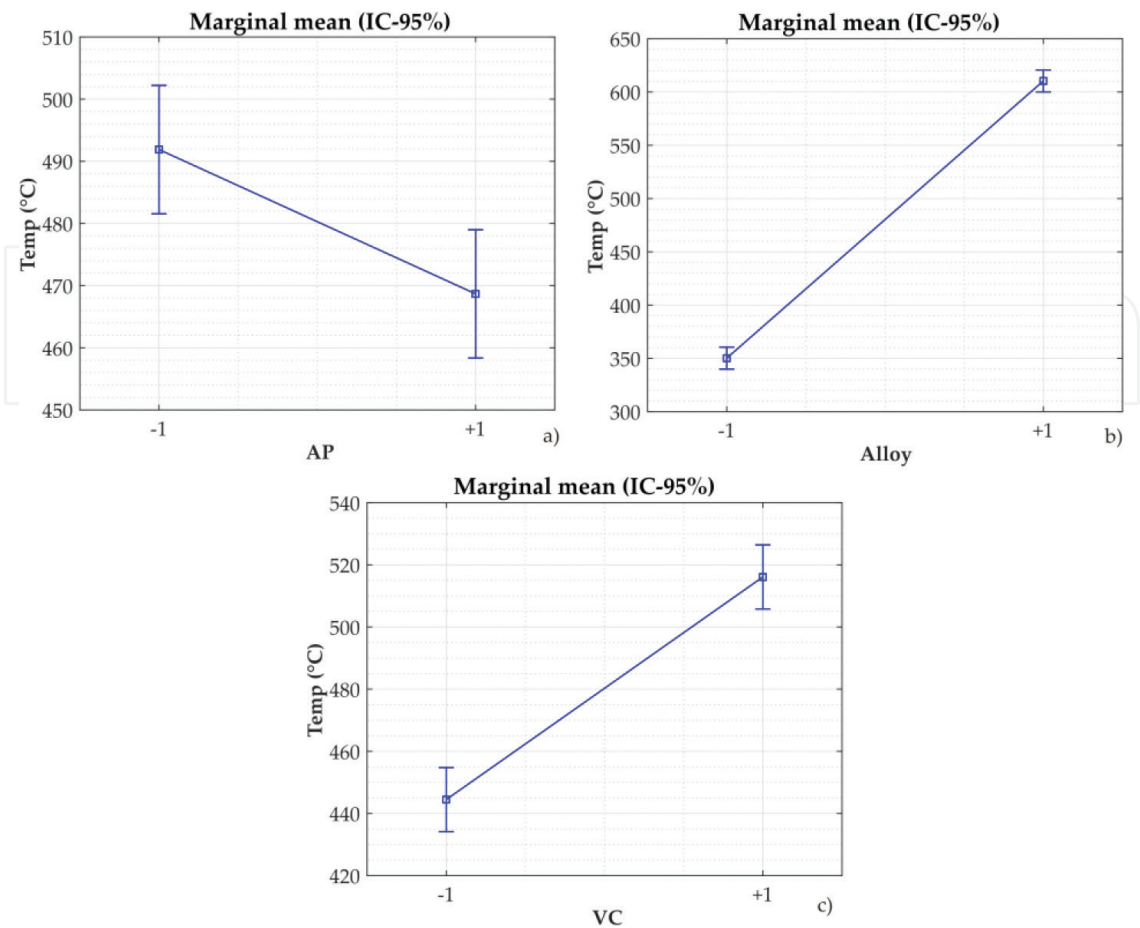 Marginal mean (IC-95%)
510
500
490
480
470
460
450
Temp (°C)
-1
+1
AP
a)
Marginal mean (IC-95%)
650
600
550
500
450
400
350
300
Temp (°C)
-1
+1
Alloy
b)
Marginal mean (IC-95%)
540
520
500
480
460
440
420
Temp (°C)
-1
+1
VC
c)